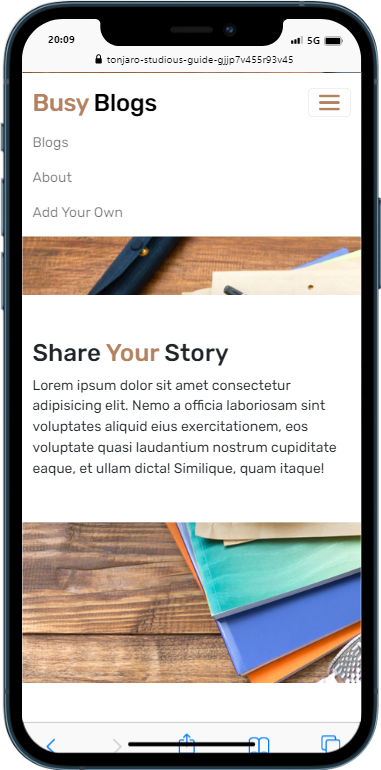 20:09
5G
tonjaro-studious-guide-gjjp7v455r93v45
Busy Blogs
Blogs
About
Add Your Own
Share Your Story
Lorem ipsum dolor sit amet consectetur
adipisicing elit. Nemo a officia laboriosam sint
voluptates aliquid eius exercitationem, eos
voluptate quasi laudantium nostrum cupiditate
eaque, et ullam dicta! Similique, quam itaque!